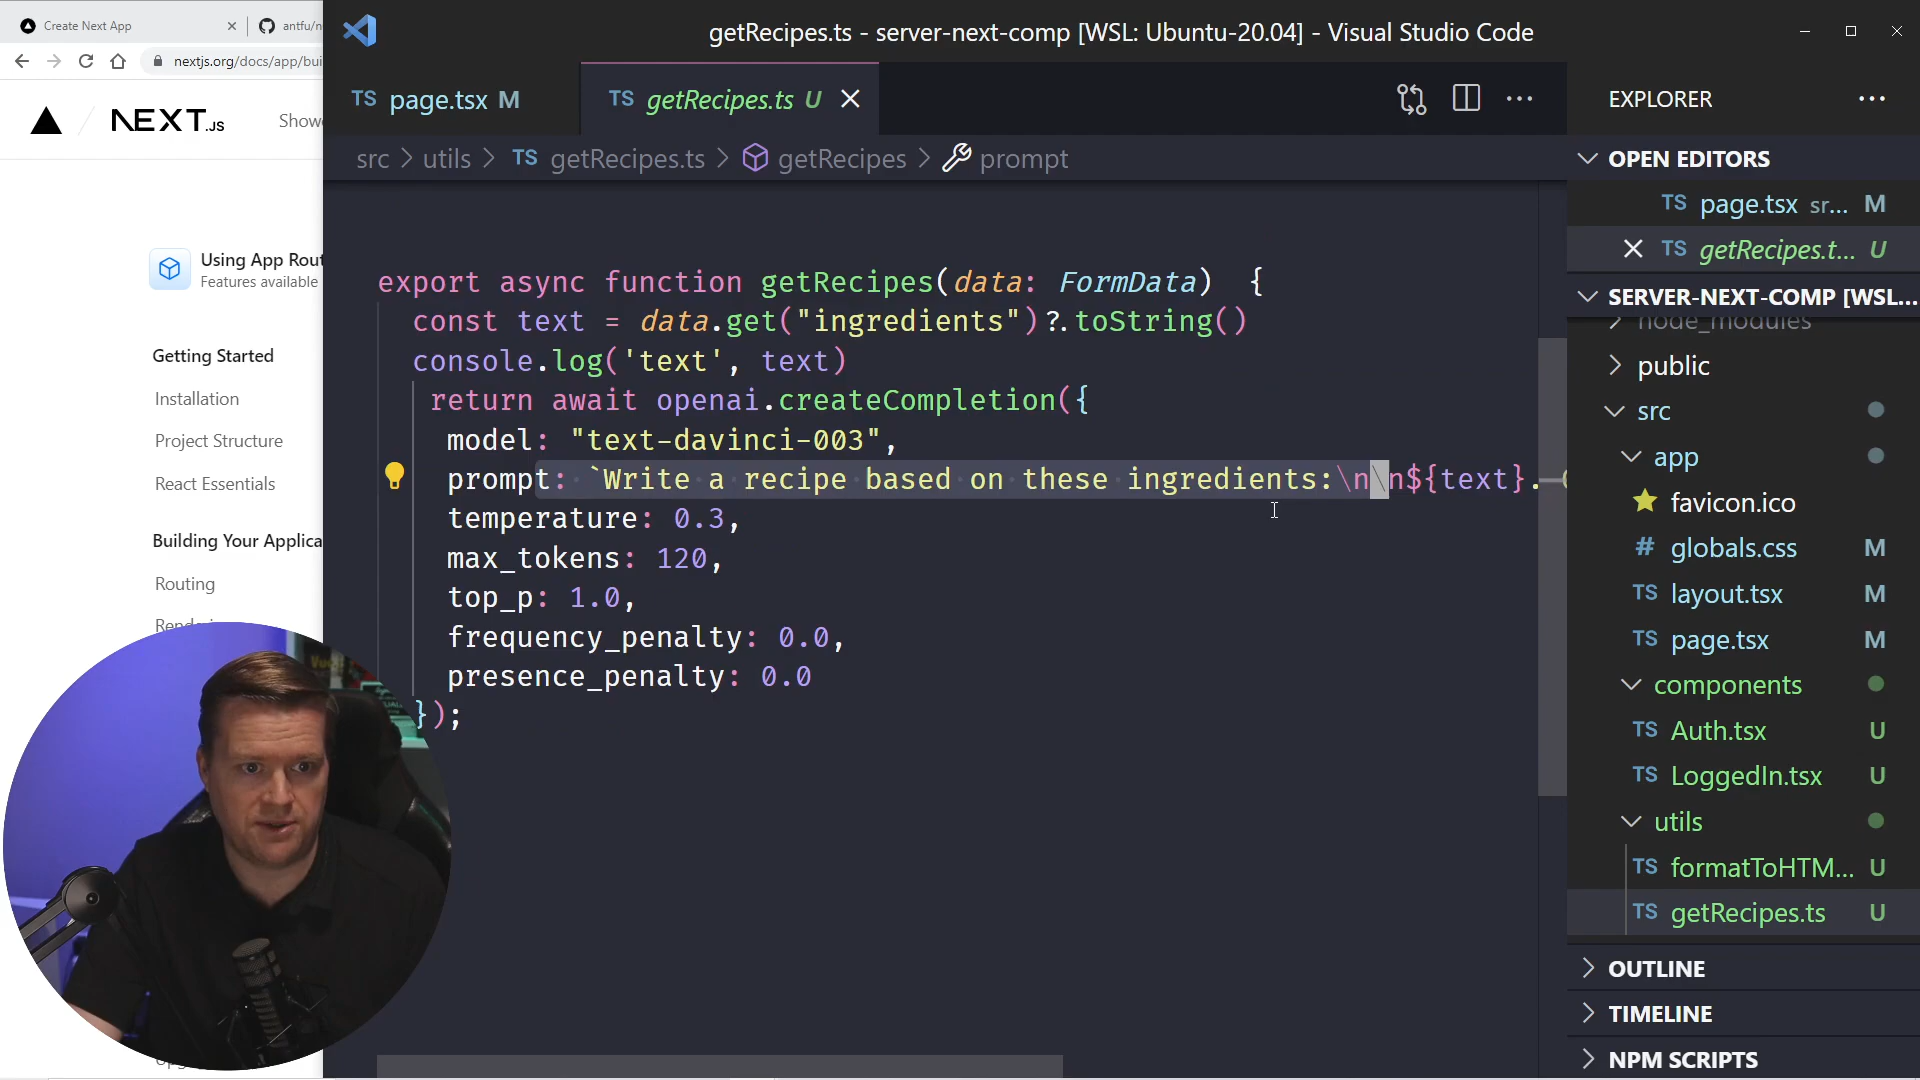 Create Next App
antfu/n
nextjs.org/docs/app/bui
NEXT.JS
Show
Using App Rou
Features available
Getting Started
Installation
Project Structure
React Essentials
Building Your Applica
Routing
getRecipes.ts - server-next-comp [WSL: Ubuntu-20.04] - Visual Studio Code
TS page.tsx M
TS getRecipes.ts U
src > utils > TS getRecipes.ts > getRecipes > prompt
export async function getRecipes(data: FormData) {
const text = data.get("ingredients")?.toString()
console.log('text', text)
return await openai.createCompletion({
model: "text-davinci-003",
prompt: `Write a recipe based on these ingredients:\n\n${text}.
temperature: 0.3,
max_tokens: 120,
top_p: 1.0,
frequency_penalty: 0.0,
presence_penalty: 0.0
});
EXPLORER
OPEN EDITORS
TS page.tsx sr... M
TS getRecipes.t... U
SERVER-NEXT-COMP [WSL...
node_modules
public
src
app
favicon.ico
# globals.css M
TS layout.tsx M
TS page.tsx M
components
TS Auth.tsx U
TS LoggedIn.tsx U
utils
TS formatToHTM... U
TS getRecipes.ts U
OUTLINE
TIMELINE
NPM SCRIPTS